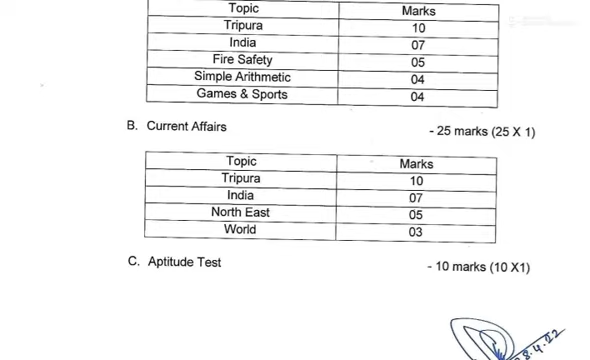 Topic Marks
Tripura 10
India 07
Fire Safety 05
Simple Arithmetic 04
Games & Sports 04
B. Current Affairs - 25 marks (25 X 1)
Topic Marks
Tripura 10
India 07
North East 05
World 03
C. Aptitude Test - 10 marks (10 X1)
8.4.22